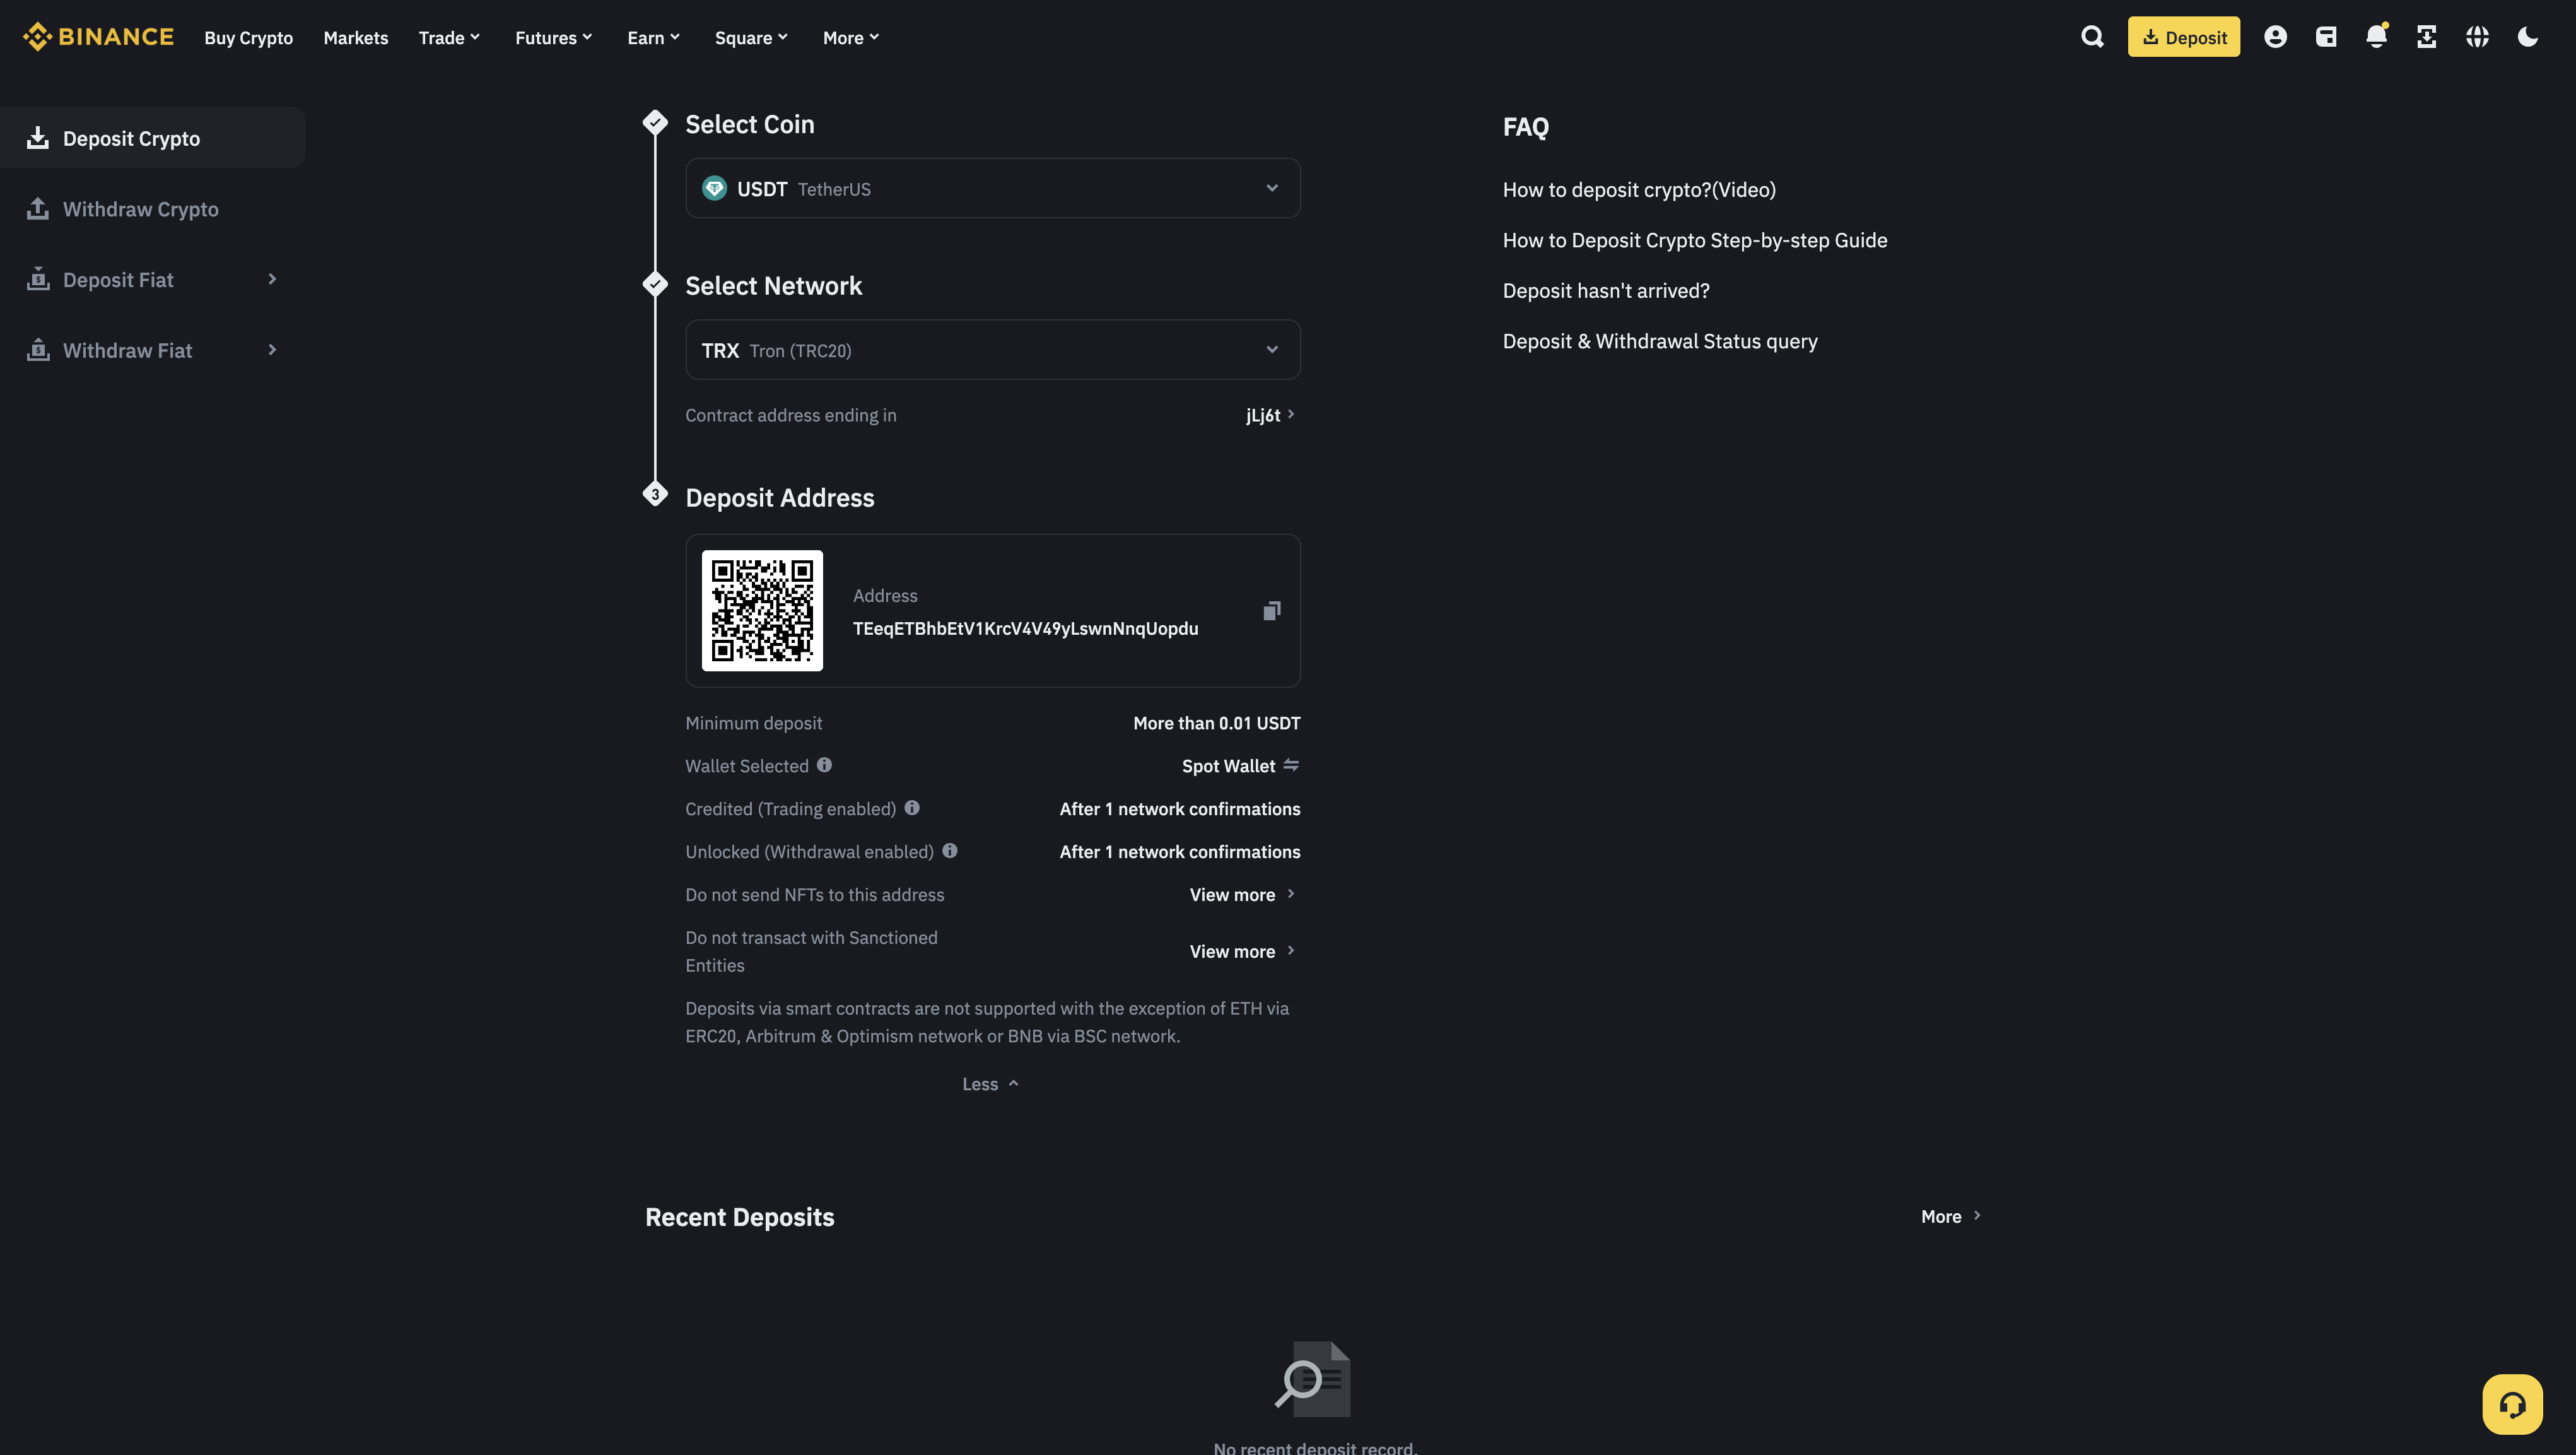 BINANCE
Buy Crypto
Markets
Trade
Futures
Earn
Square
More
Deposit
Deposit Crypto
Withdraw Crypto
Deposit Fiat
Withdraw Fiat
Select Coin
USDT TetherUS
Select Network
TRX Tron (TRC20)
Contract address ending in
jLj6t
3
Deposit Address
Address
TEeqETBhbEtV1KrcV4V49yLswnNnqUopdu
Minimum deposit
More than 0.01 USDT
Wallet Selected
Spot Wallet
Credited (Trading enabled)
After 1 network confirmations
Unlocked (Withdrawal enabled)
After 1 network confirmations
Do not send NFTs to this address
View more
Do not transact with Sanctioned
Entities
View more
Deposits via smart contracts are not supported with the exception of ETH via
ERC20, Arbitrum & Optimism network or BNB via BSC network.
Less
FAQ
How to deposit crypto?(Video)
How to Deposit Crypto Step-by-step Guide
Deposit hasn't arrived?
Deposit & Withdrawal Status query
Recent Deposits
More
No recent deposit record.